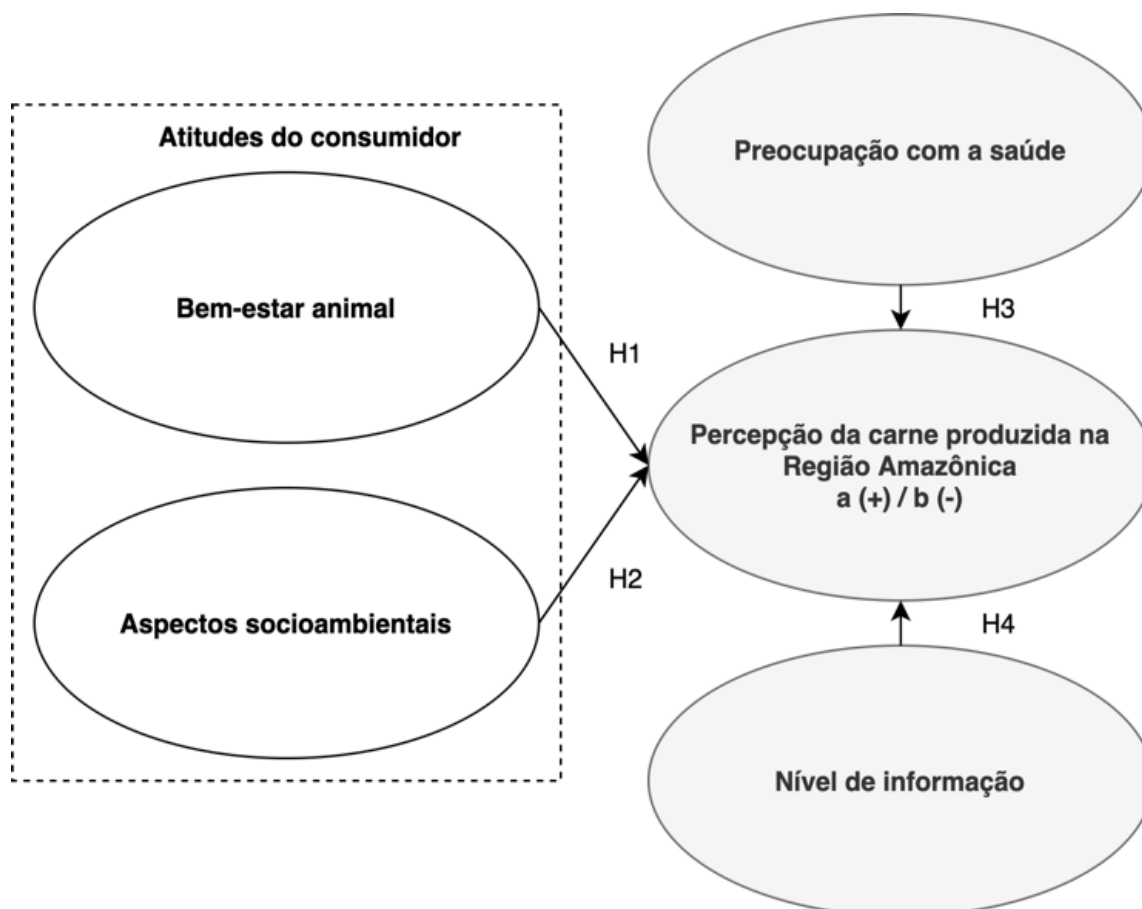 Atitudes do consumidor
Bem-estar animal
Aspectos socioambientais
H1
H2
Preocupação com a saúde
H3
Percepção da carne produzida na
Região Amazônica
a (+) / b (-)
H4
Nível de informação